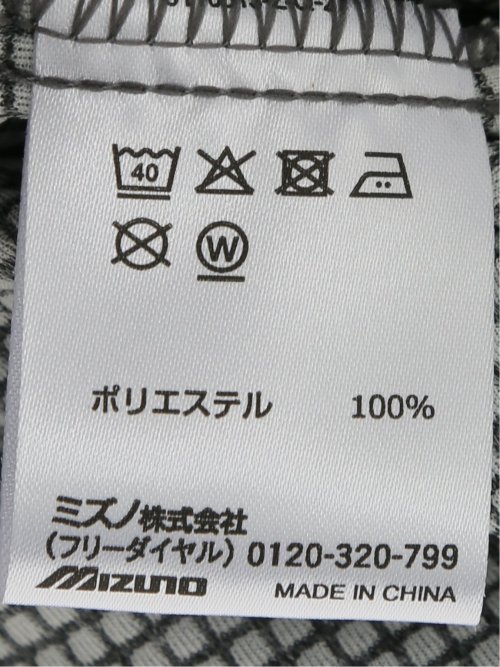 40
W
ポリエステル 100%
ミズノ株式会社
(フリーダイヤル) 0120-320-799
MIZUNO MADE IN CHINA